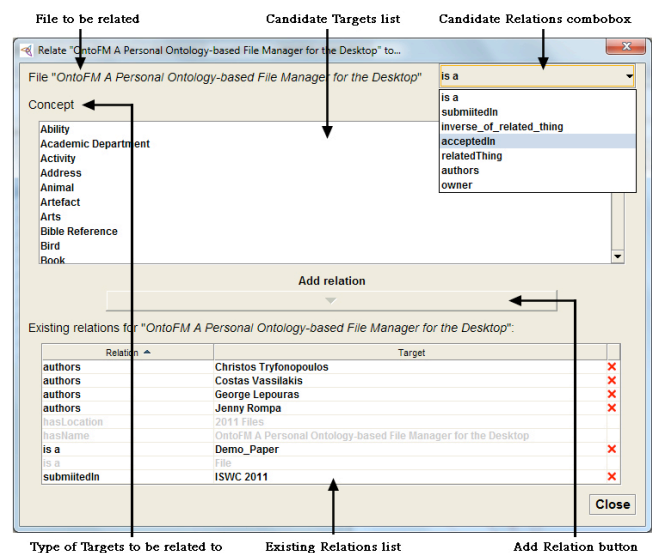 File to be related Candidate Targets list Candidate Relations combobox
Relate "OntoFM A Personal Ontology-based File Manager for the Desktop" to...
File "OntoFM A Personal Ontology-based File Manager for the Desktop" is a
Concept
is a
submiitedIn
inverse_of_related_thing
acceptedIn
relatedThing
authors
owner
Ability
Academic Department
Activity
Address
Animal
Artefact
Arts
Bible Reference
Bird
Book
Add relation
Existing relations for "OntoFM A Personal Ontology-based File Manager for the Desktop":
Relation Target
authors Christos Tryfonopoulos
authors Costas Vassilakis
authors George Lepouras
authors Jenny Rompa
hasLocation 2011 Files
hasName OntoFM A Personal Ontology-based File Manager for the Desktop
is a Demo_Paper
is a File
submiitedIn ISWC 2011
Close
Type of Targets to be related to Existing Relations list Add Relation button